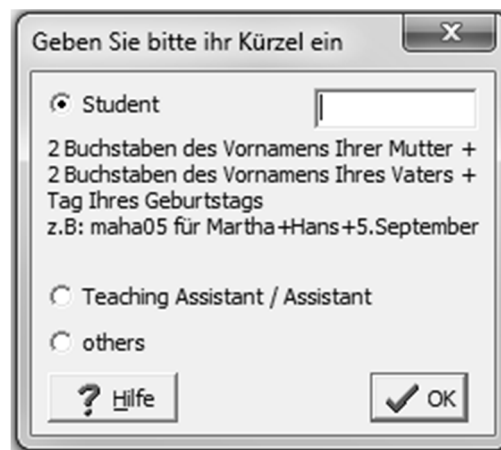 Geben Sie bitte ihr Kürzel ein
Student
2 Buchstaben des Vornamens Ihrer Mutter +
2 Buchstaben des Vornamens Ihres Vaters +
Tag Ihres Geburtstags
z.B: maha05 für Martha+Hans+5.September
Teaching Assistant / Assistant
others
? Hilfe
OK